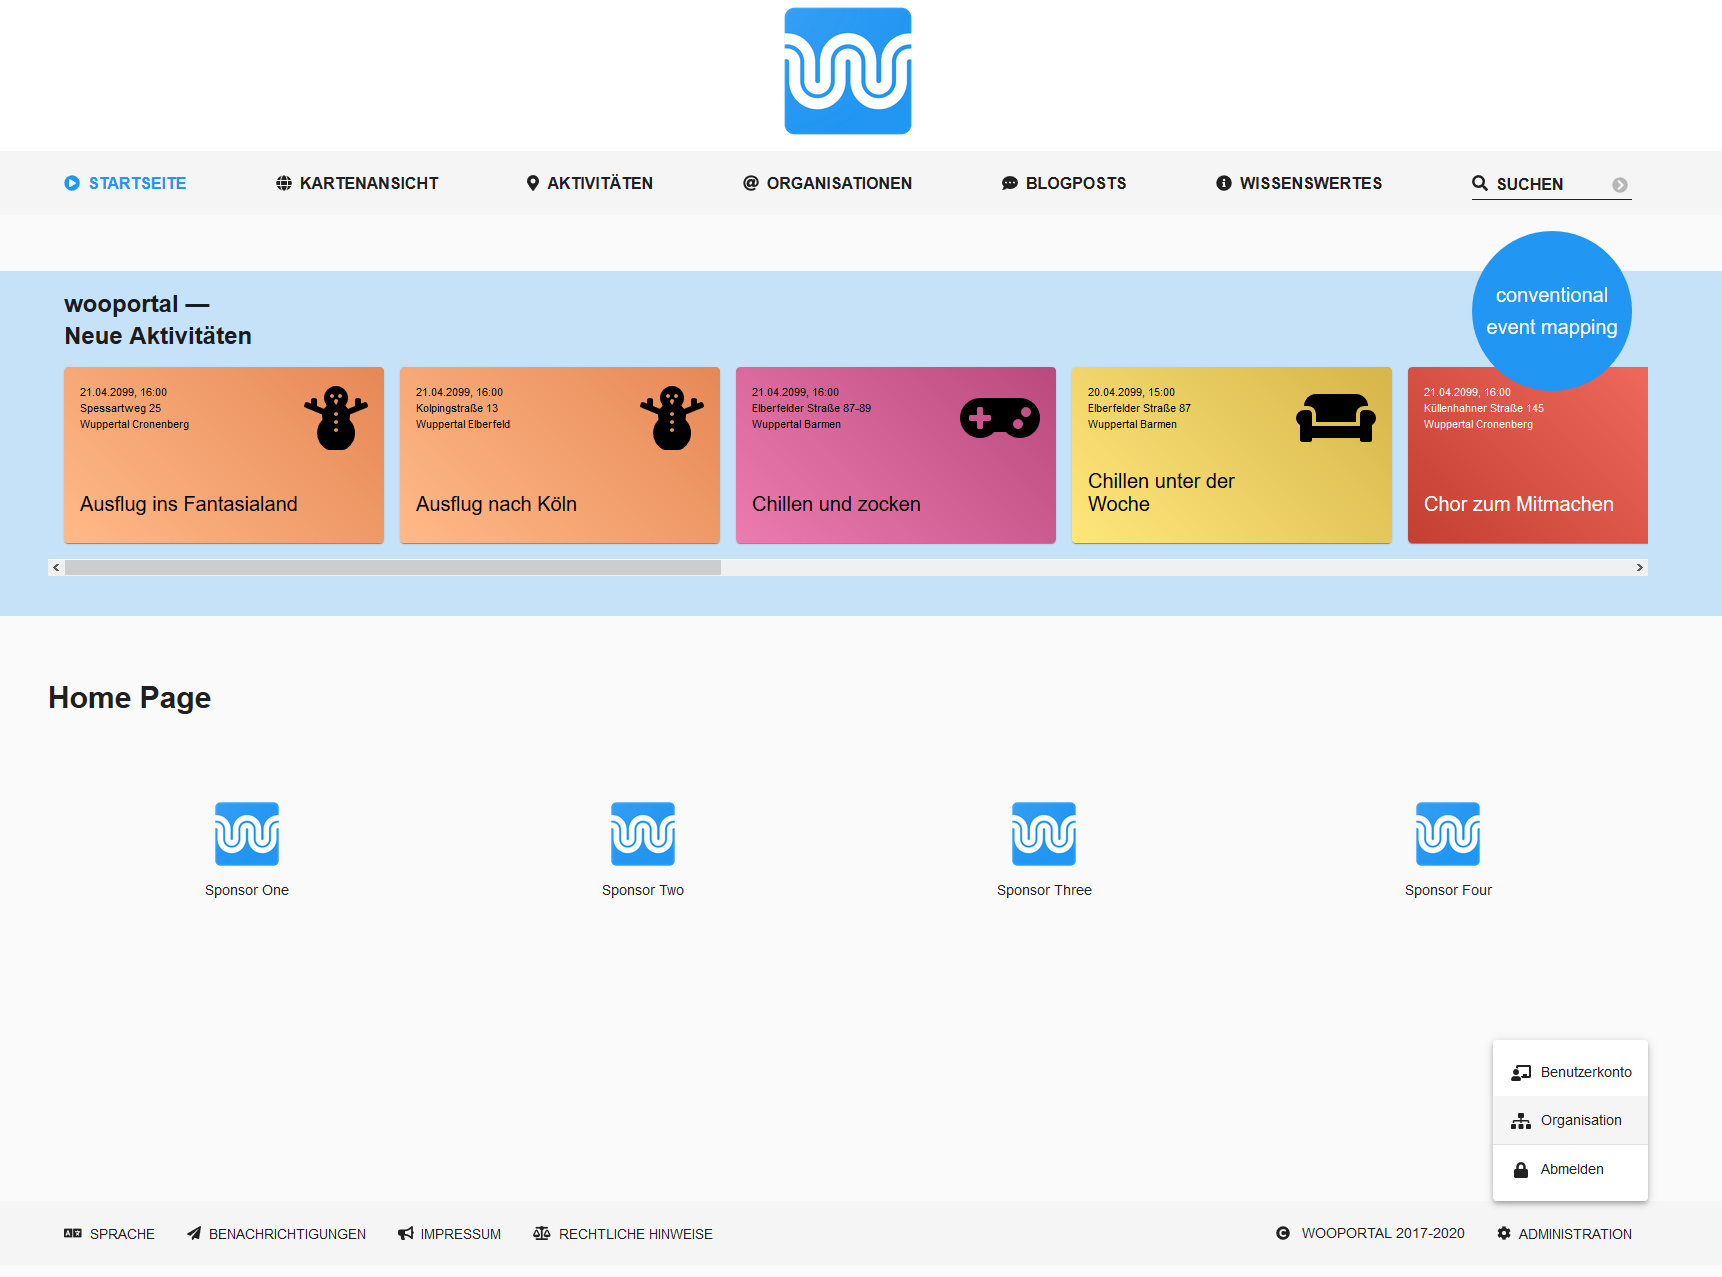 STARTSEITE
KARTENANSICHT
AKTIVITÄTEN
ORGANISATIONEN
BLOGPOSTS
WISSENSWERTES
SUCHEN
conventional
event mapping
wooportal —
Neue Aktivitäten
21.04.2099, 16:00
Spessartweg 25
Wuppertal Cronenberg
Ausflug ins Fantasialand
21.04.2099, 16:00
Kolpingstraße 13
Wuppertal Elberfeld
Ausflug nach Köln
21.04.2099, 16:00
Elberfelder Straße 87-89
Wuppertal Barmen
Chillen und zocken
20.04.2099, 15:00
Elberfelder Straße 87
Wuppertal Barmen
Chillen unter der
Woche
21.04.2099, 16:00
Küllenhahner Straße 145
Wuppertal Cronenberg
Chor zum Mitmachen
Home Page
Sponsor One
Sponsor Two
Sponsor Three
Sponsor Four
Benutzerkonto
Organisation
Abmelden
SPRACHE
BENACHRICHTIGUNGEN
IMPRESSUM
RECHTLICHE HINWEISE
WOOPORTAL 2017-2020
ADMINISTRATION